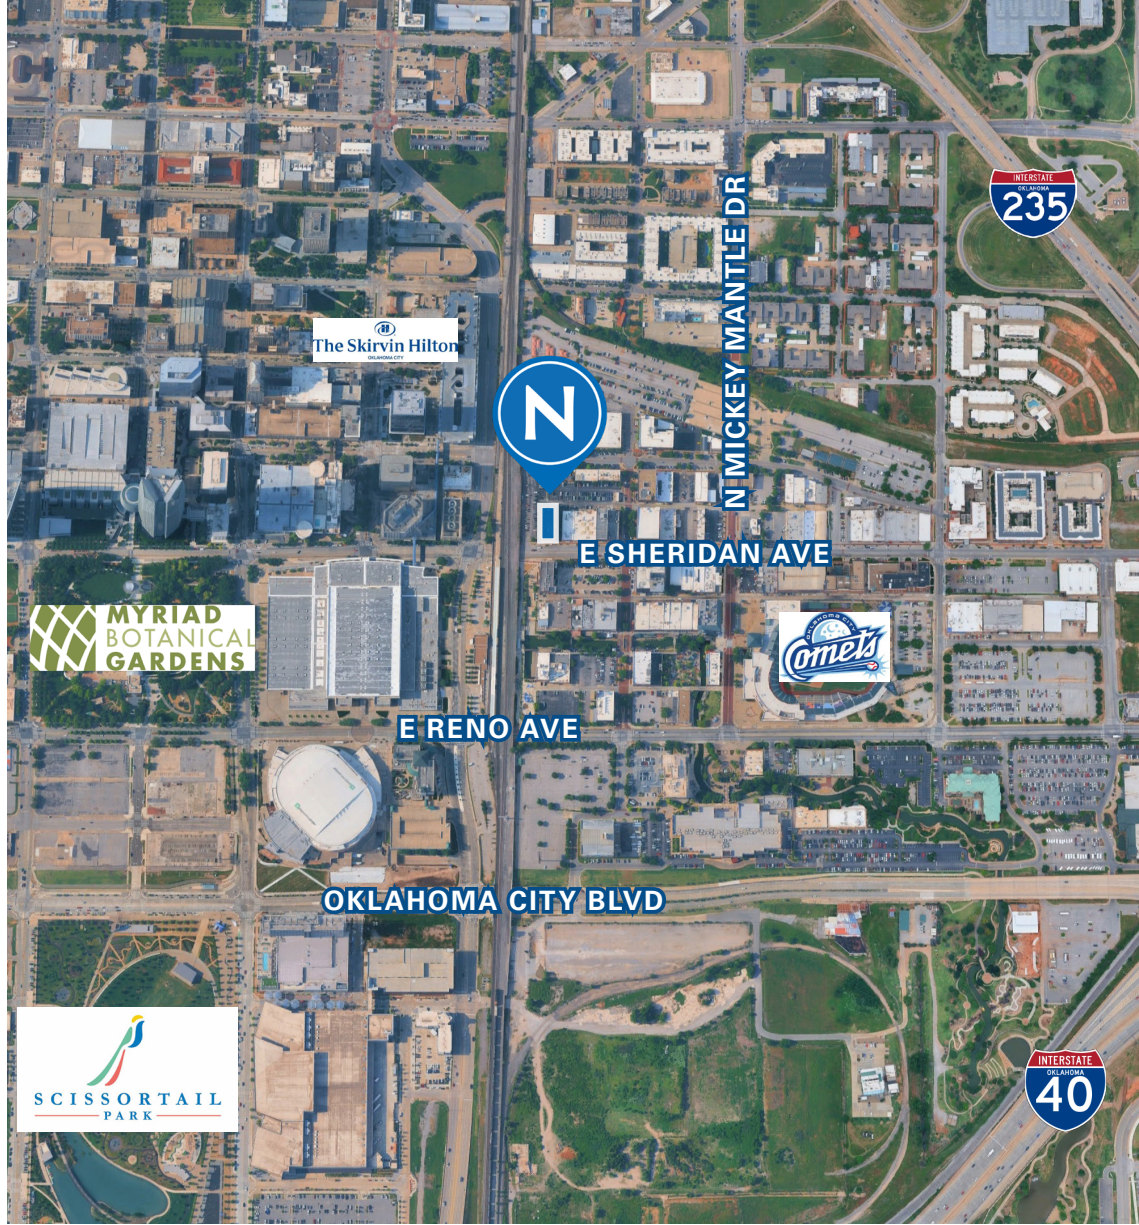 INTERSTATE
OKLAHOMA
235
N MICKEY MANTLE DR
Hilton
The Skirvin Hilton
OKLAHOMA CITY
N
E SHERIDAN AVE
MYRIAD
BOTANICAL
GARDENS
OKLAHOMA CITY
Comets
E RENO AVE
OKLAHOMA CITY BLVD
SCISSORTAIL
PARK
INTERSTATE
OKLAHOMA
40